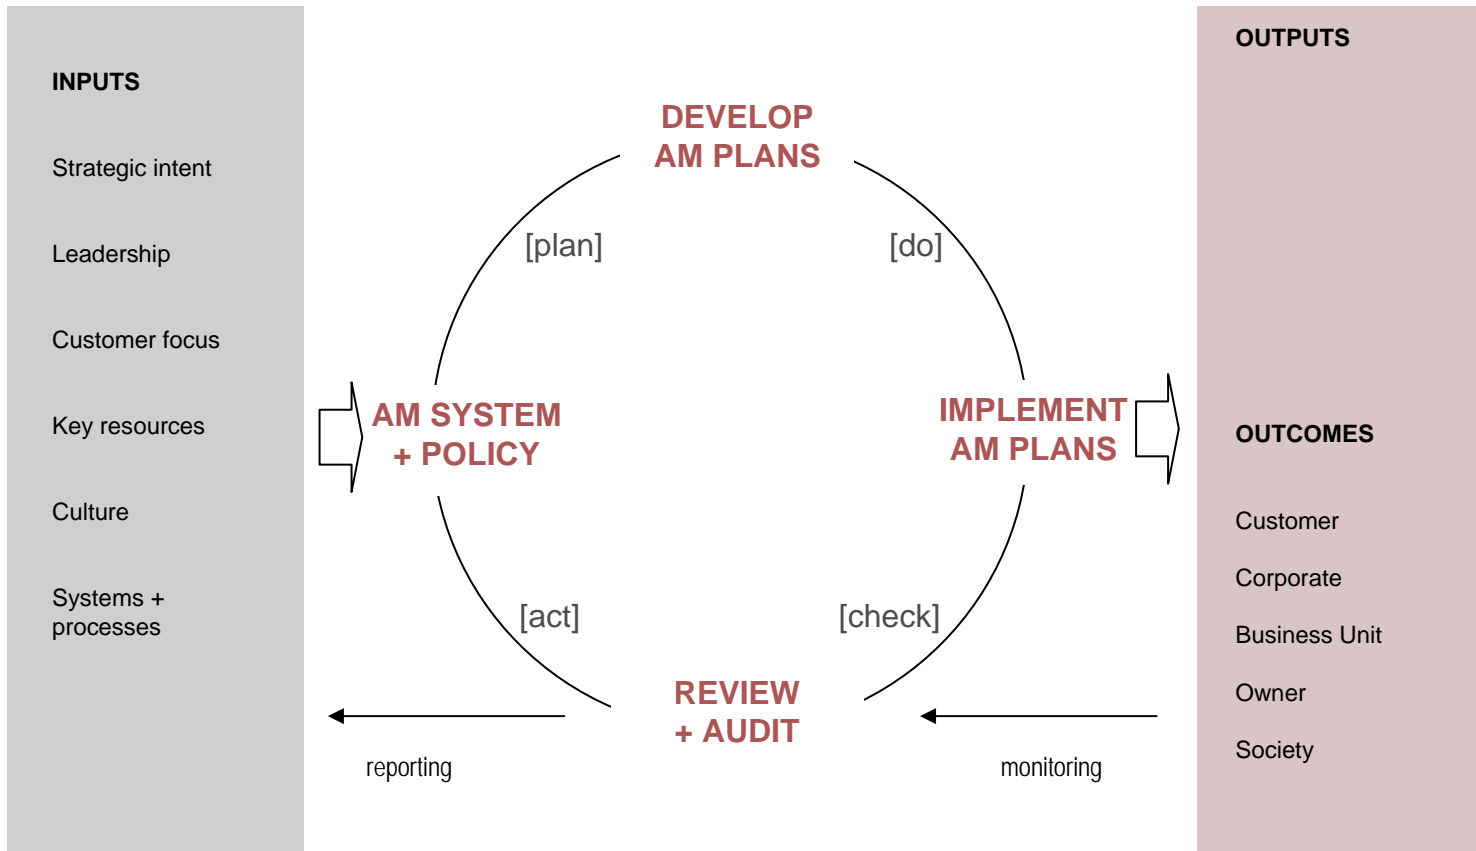 INPUTS
Strategic intent
Leadership
Customer focus
Key resources
Culture
Systems +
processes
DEVELOP
AM PLANS
[plan]
[do]
AM SYSTEM
+ POLICY
IMPLEMENT
AM PLANS
[act]
[check]
REVIEW
+ AUDIT
reporting
monitoring
OUTPUTS
OUTCOMES
Customer
Corporate
Business Unit
Owner
Society